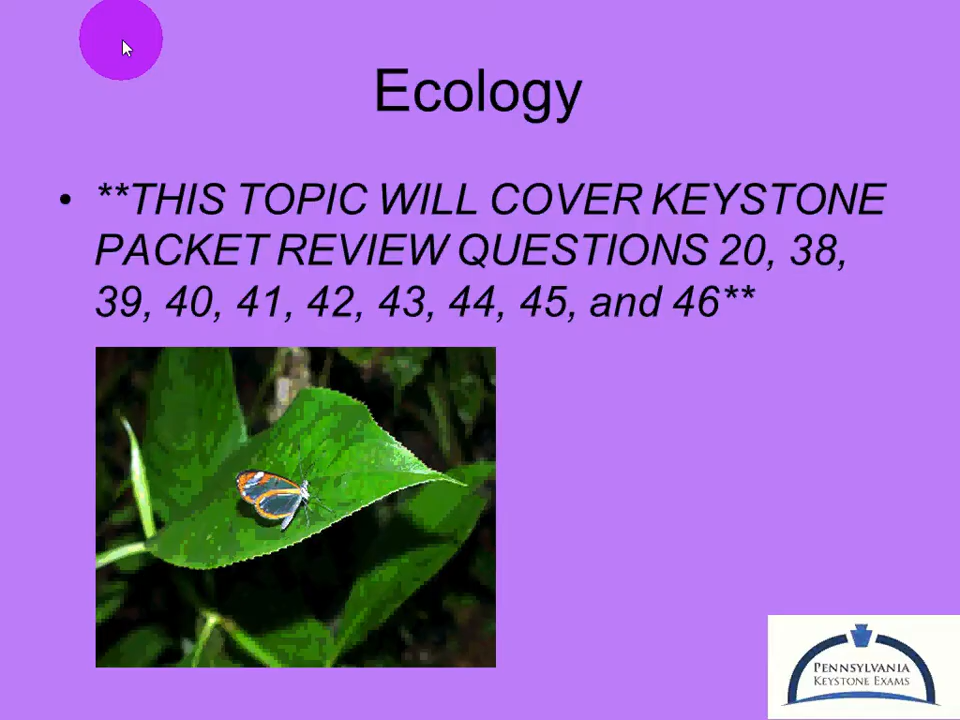 Ecology
• **THIS TOPIC WILL COVER KEYSTONE
PACKET REVIEW QUESTIONS 20, 38,
39, 40, 41, 42, 43, 44, 45, and 46**
PENNSYLVANIA
KEYSTONE EXAMS